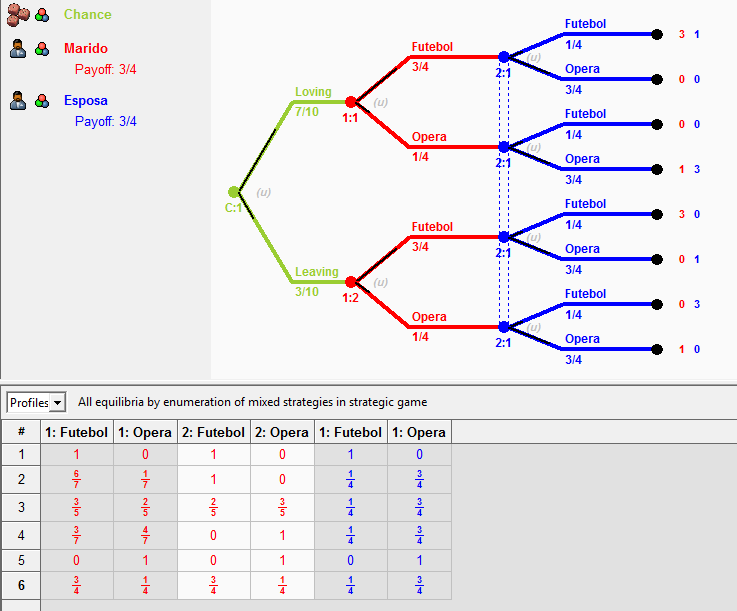 Chance
Marido
Payoff: 3/4
Esposa
Payoff: 3/4
Futebol
1/4
3 1
Futebol
3/4
2:1
(u)
Opera
3/4
0 0
Loving
7/10
1:1
(u)
Futebol
1/4
0 0
Opera
1/4
2:1
(u)
Opera
3/4
1 3
C:1
(u)
Futebol
1/4
3 0
Futebol
3/4
2:1
(u)
Opera
3/4
0 1
Leaving
3/10
1:2
(u)
Futebol
1/4
0 3
Opera
1/4
2:1
(u)
Opera
3/4
1 0
Profiles All equilibria by enumeration of mixed strategies in strategic game
# 1: Futebol 1: Opera 2: Futebol 2: Opera 1: Futebol 1: Opera
1 1 0 1 0 1 0
2 6/7 1/7 1 0 1/4 3/4
3 3/5 2/5 2/5 3/5 1/4 3/4
4 3/7 4/7 0 1 1/4 3/4
5 0 1 0 1 0 1
6 3/4 1/4 3/4 1/4 1/4 3/4